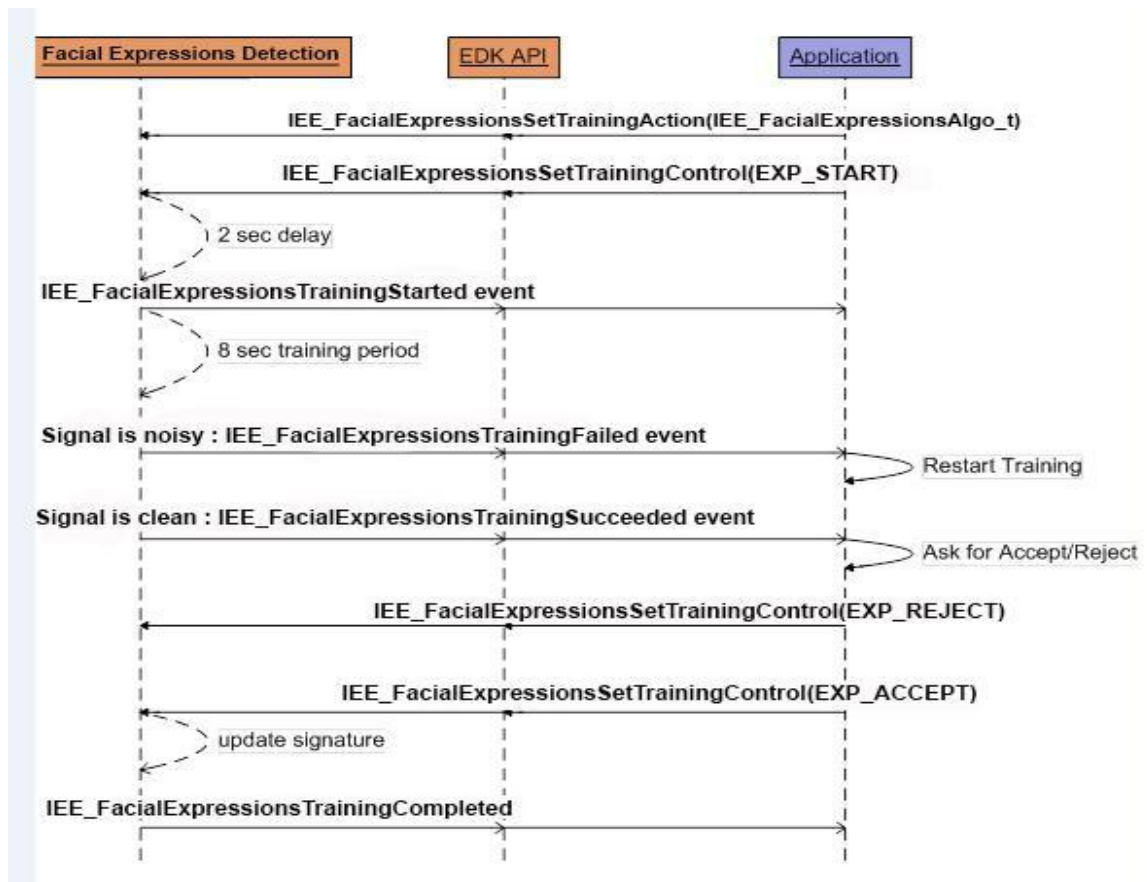 Facial Expressions Detection
EDK API
Application
IEE_FacialExpressionsSetTrainingAction(IEE_FacialExpressionsAlgo_t)
IEE_FacialExpressionsSetTrainingControl(EXP_START)
2 sec delay
IEE_FacialExpressionsTrainingStarted event
8 sec training period
Signal is noisy : IEE_FacialExpressionsTrainingFailed event
Restart Training
Signal is clean : IEE_FacialExpressionsTrainingSucceeded event
Ask for Accept/Reject
IEE_FacialExpressionsSetTrainingControl(EXP_REJECT)
IEE_FacialExpressionsSetTrainingControl(EXP_ACCEPT)
update signature
IEE_FacialExpressionsTrainingCompleted